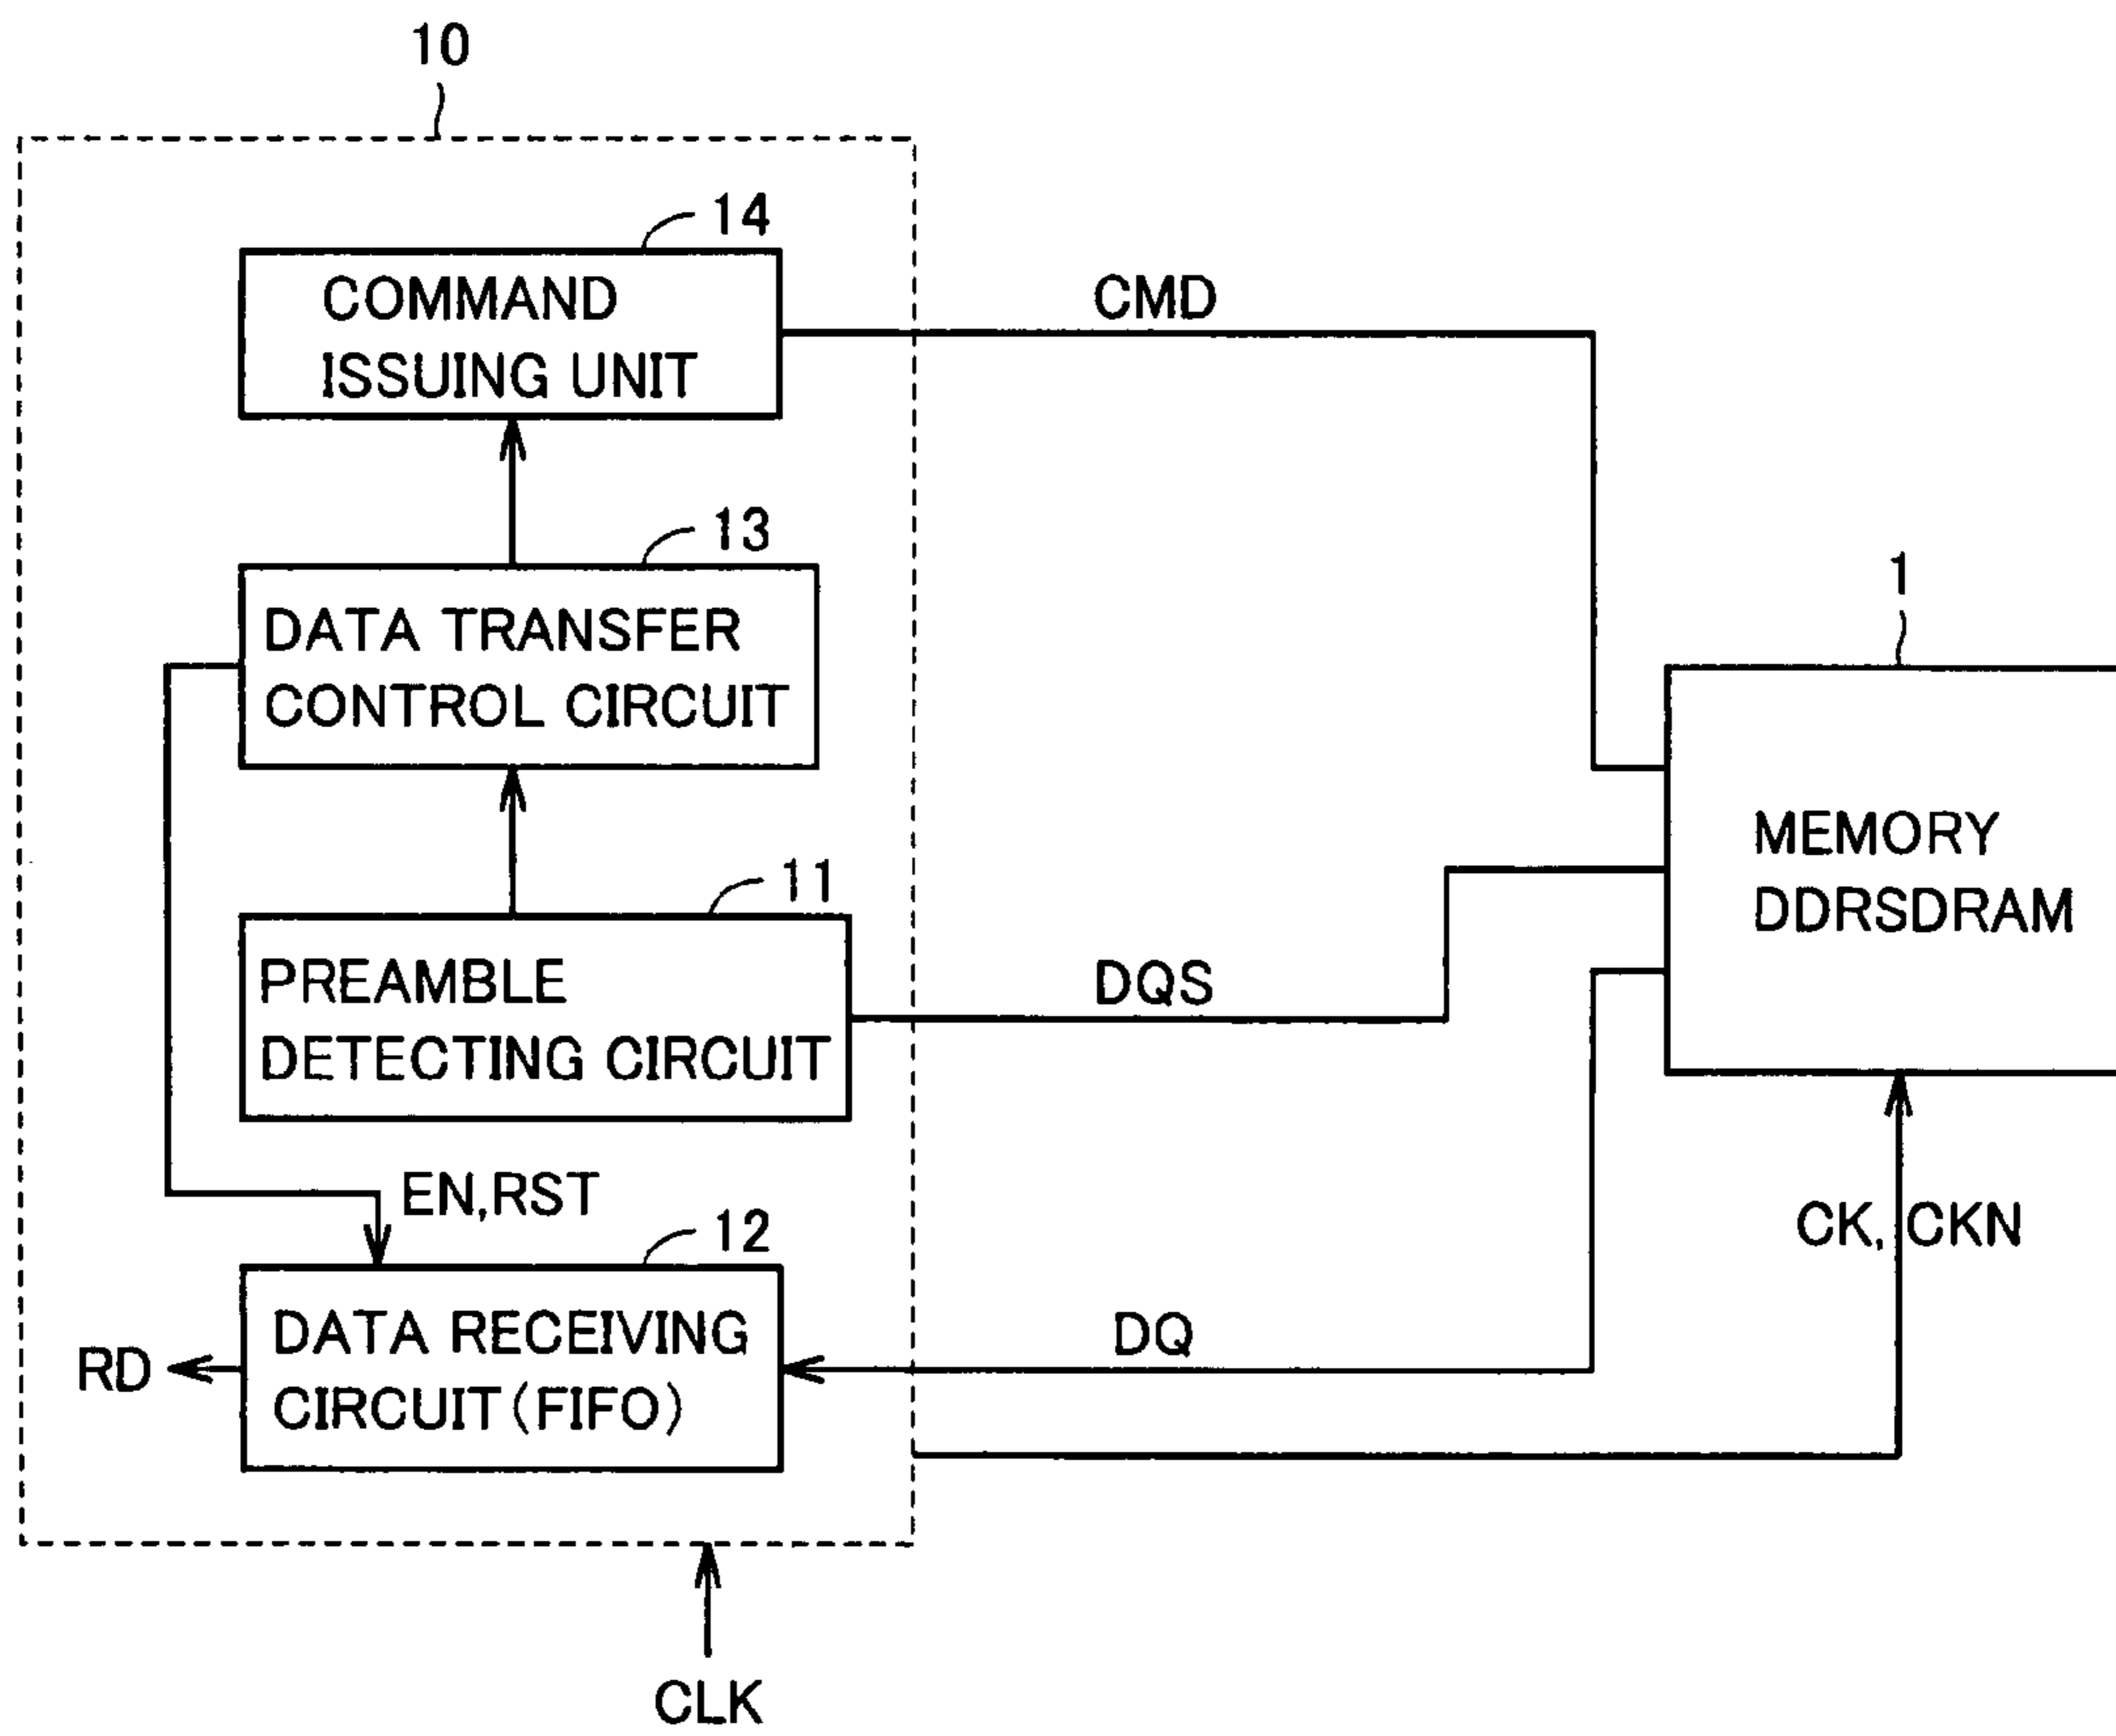 10
14
COMMAND
ISSUING UNIT
CMD
13
DATA TRANSFER
CONTROL CIRCUIT
1
MEMORY
DDRSDRAM
11
PREAMBLE
DETECTING CIRCUIT
DQS
EN,RST
CK, CKN
12
DATA RECEIVING
CIRCUIT(FIFO)
RD
DQ
CLK